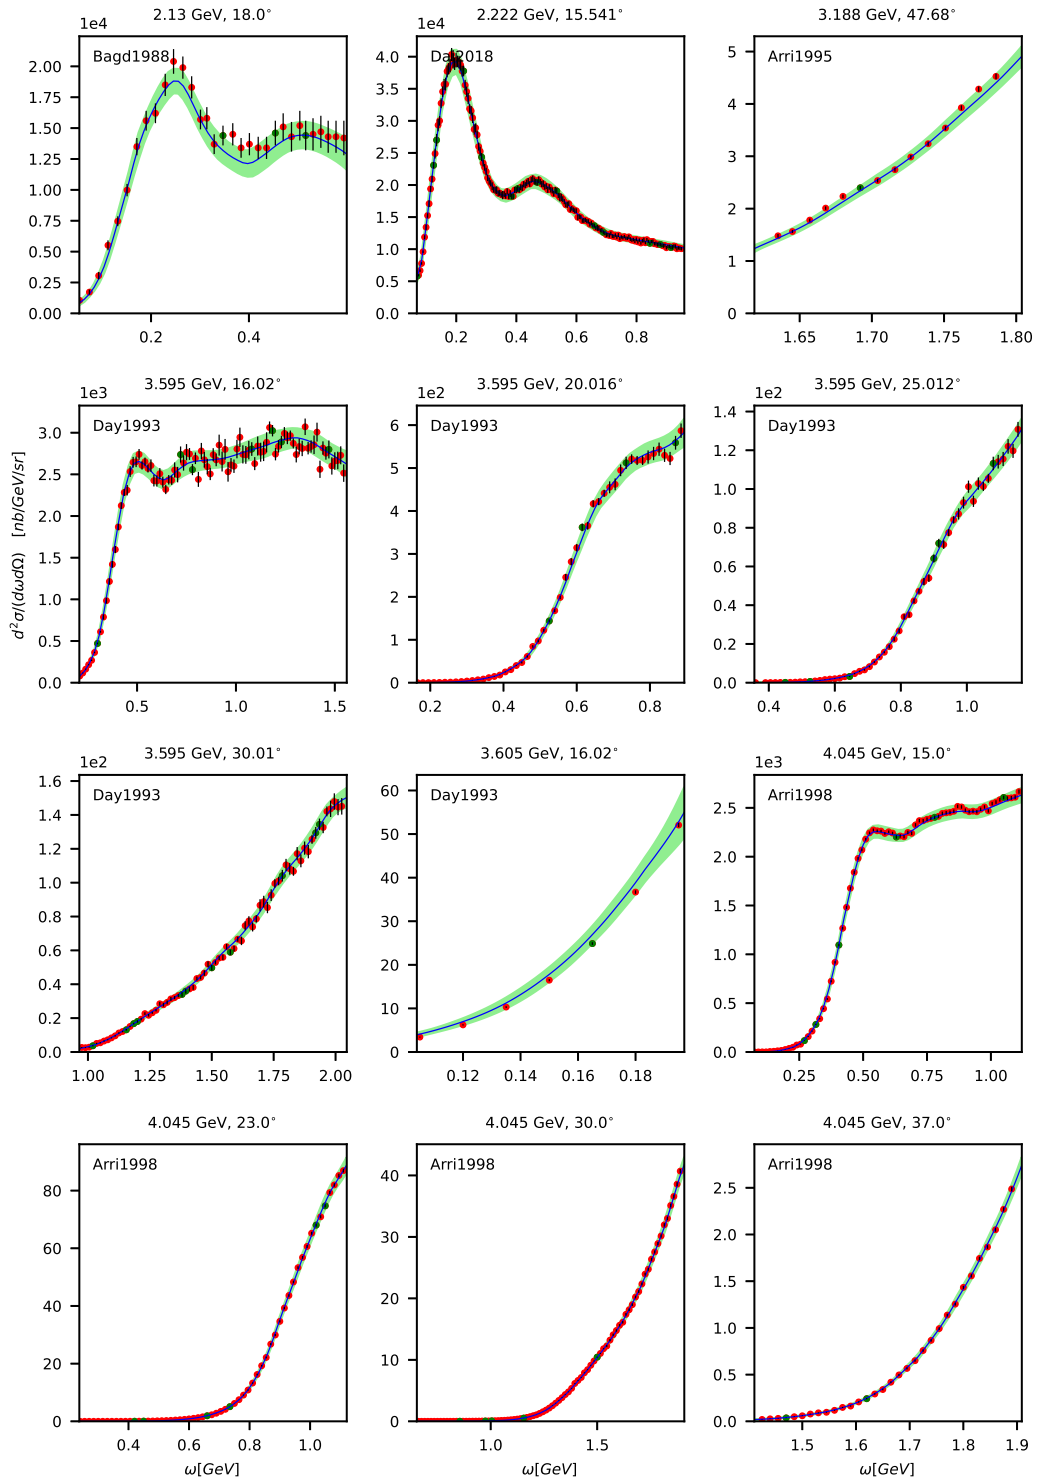 2.13 GeV, 18.0°
1e4
Bagd1988
2.00
1.75
1.50
1.25
1.00
0.75
0.50
0.25
0.00
0.2 0.4
2.222 GeV, 15.541°
1e4
4.0
3.5
3.0
2.5
2.0
1.5
1.0
0.5
0.0
0.2 0.4 0.6 0.8
3.188 GeV, 47.68°
Arri1995
5
4
3
2
1
0
1.65 1.70 1.75 1.80
3.595 GeV, 16.02°
1e3
Day1993
3.0
2.5
2.0
1.5
1.0
0.5
0.0
0.5 1.0 1.5
d²σ/(dωdΩ) [nb/GeV/sr]
3.595 GeV, 20.016°
1e2
Day1993
6
5
4
3
2
1
0
0.2 0.4 0.6 0.8
3.595 GeV, 25.012°
1e2
Day1993
1.4
1.2
1.0
0.8
0.6
0.4
0.2
0.0
0.4 0.6 0.8 1.0
3.595 GeV, 30.01°
1e2
Day1993
1.6
1.4
1.2
1.0
0.8
0.6
0.4
0.2
0.0
1.00 1.25 1.50 1.75 2.00
3.605 GeV, 16.02°
Day1993
60
50
40
30
20
10
0
0.12 0.14 0.16 0.18
4.045 GeV, 15.0°
1e3
Arri1998
2.5
2.0
1.5
1.0
0.5
0.0
0.25 0.50 0.75 1.00
4.045 GeV, 23.0°
Arri1998
80
60
40
20
0
0.4 0.6 0.8 1.0
ω[GeV]
4.045 GeV, 30.0°
Arri1998
40
30
20
10
0
1.0 1.5
ω[GeV]
4.045 GeV, 37.0°
Arri1998
2.5
2.0
1.5
1.0
0.5
0.0
1.5 1.6 1.7 1.8 1.9
ω[GeV]